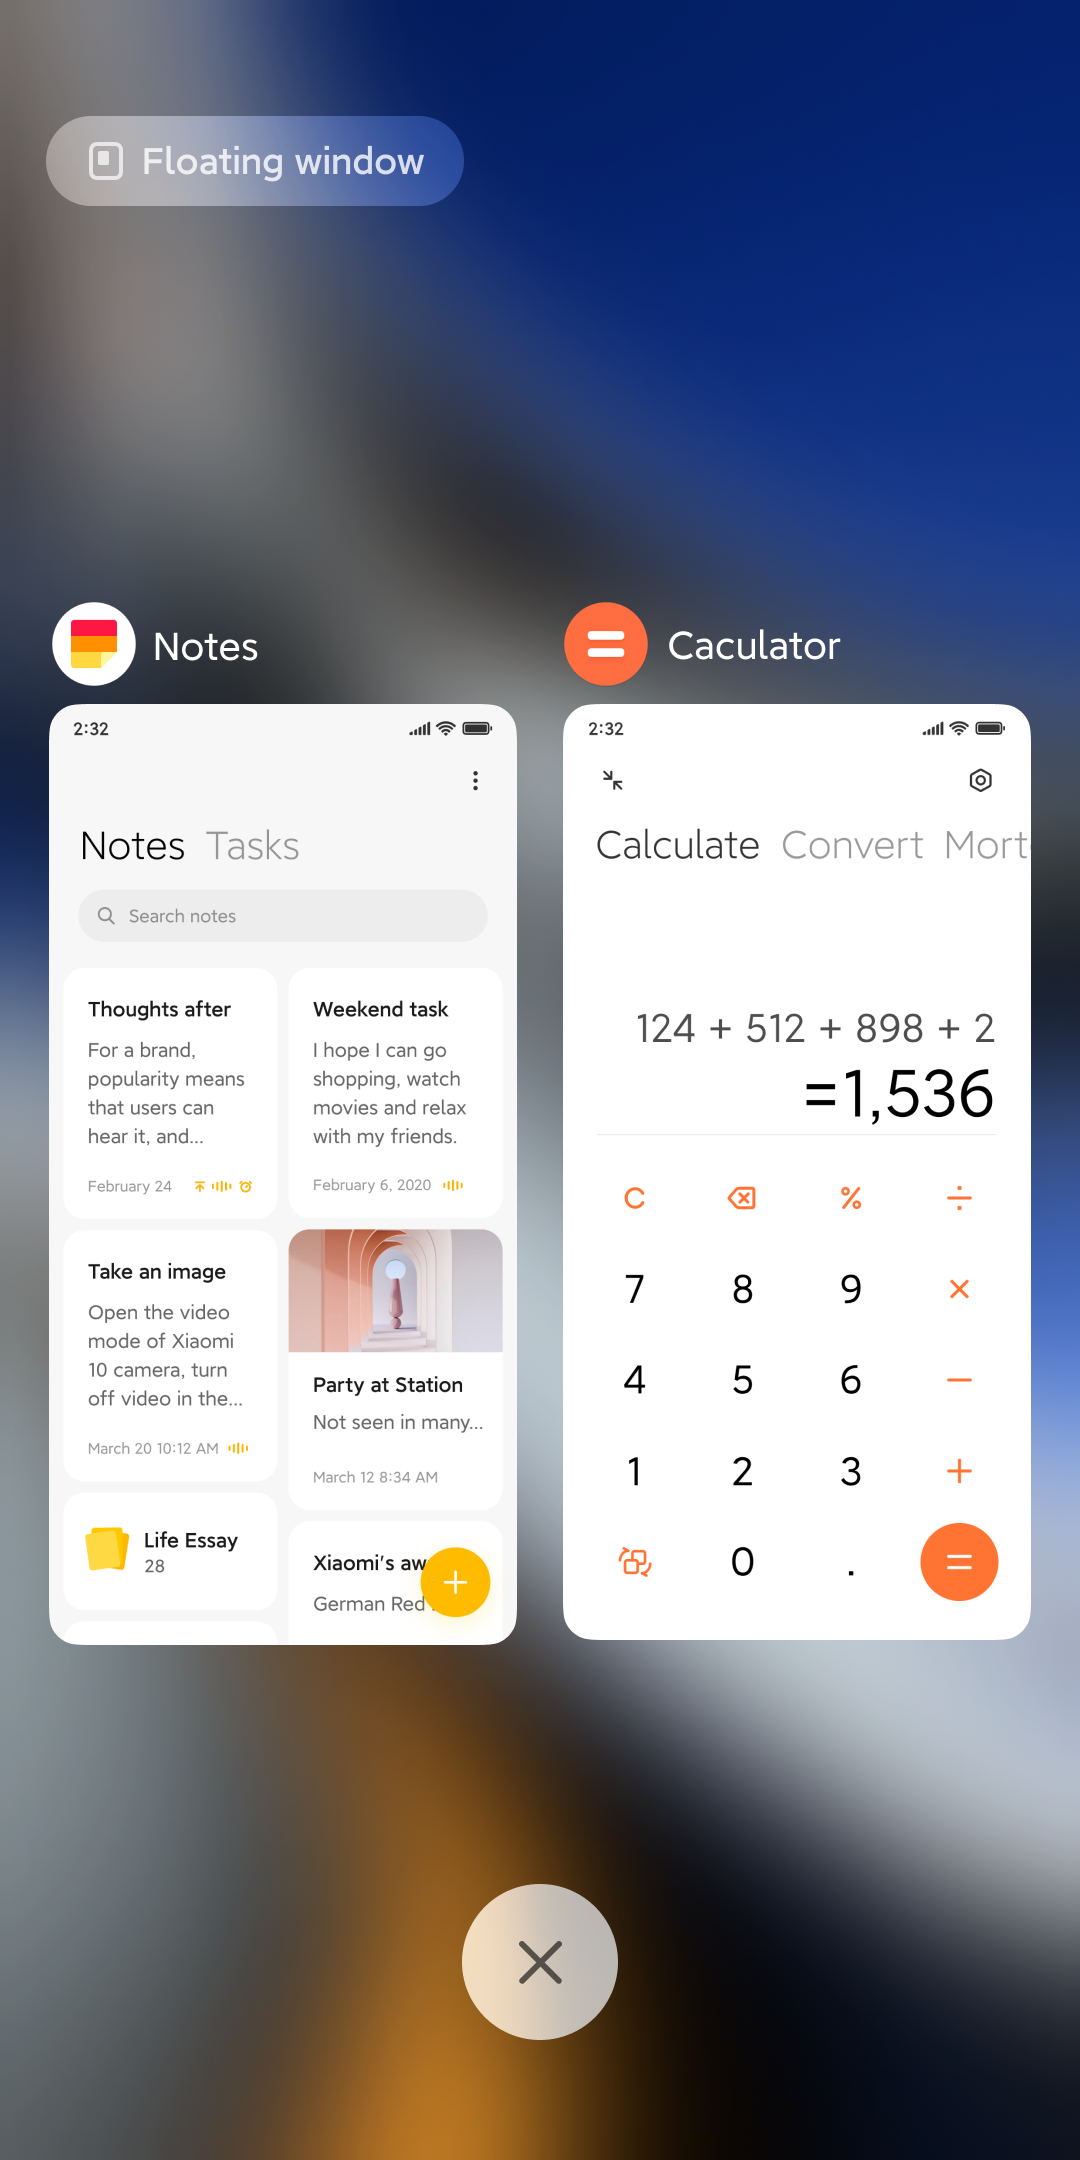 Floating window
Notes
2:32
Notes Tasks
Search notes
Thoughts after
For a brand,
popularity means
that users can
hear it, and...
February 24
Weekend task
I hope I can go
shopping, watch
movies and relax
with my friends.
February 6, 2020
Take an image
Open the video
mode of Xiaomi
10 camera, turn
off video in the...
March 20 10:12 AM
Party at Station
Not seen in many...
March 12 8:34 AM
Life Essay
28
Xiaomi's aw
German Red
Caculator
2:32
Calculate Convert Mort
124 + 512 + 898 + 2
=1,536
C % ÷
7 8 9 ×
4 5 6 −
1 2 3 +
0 . =